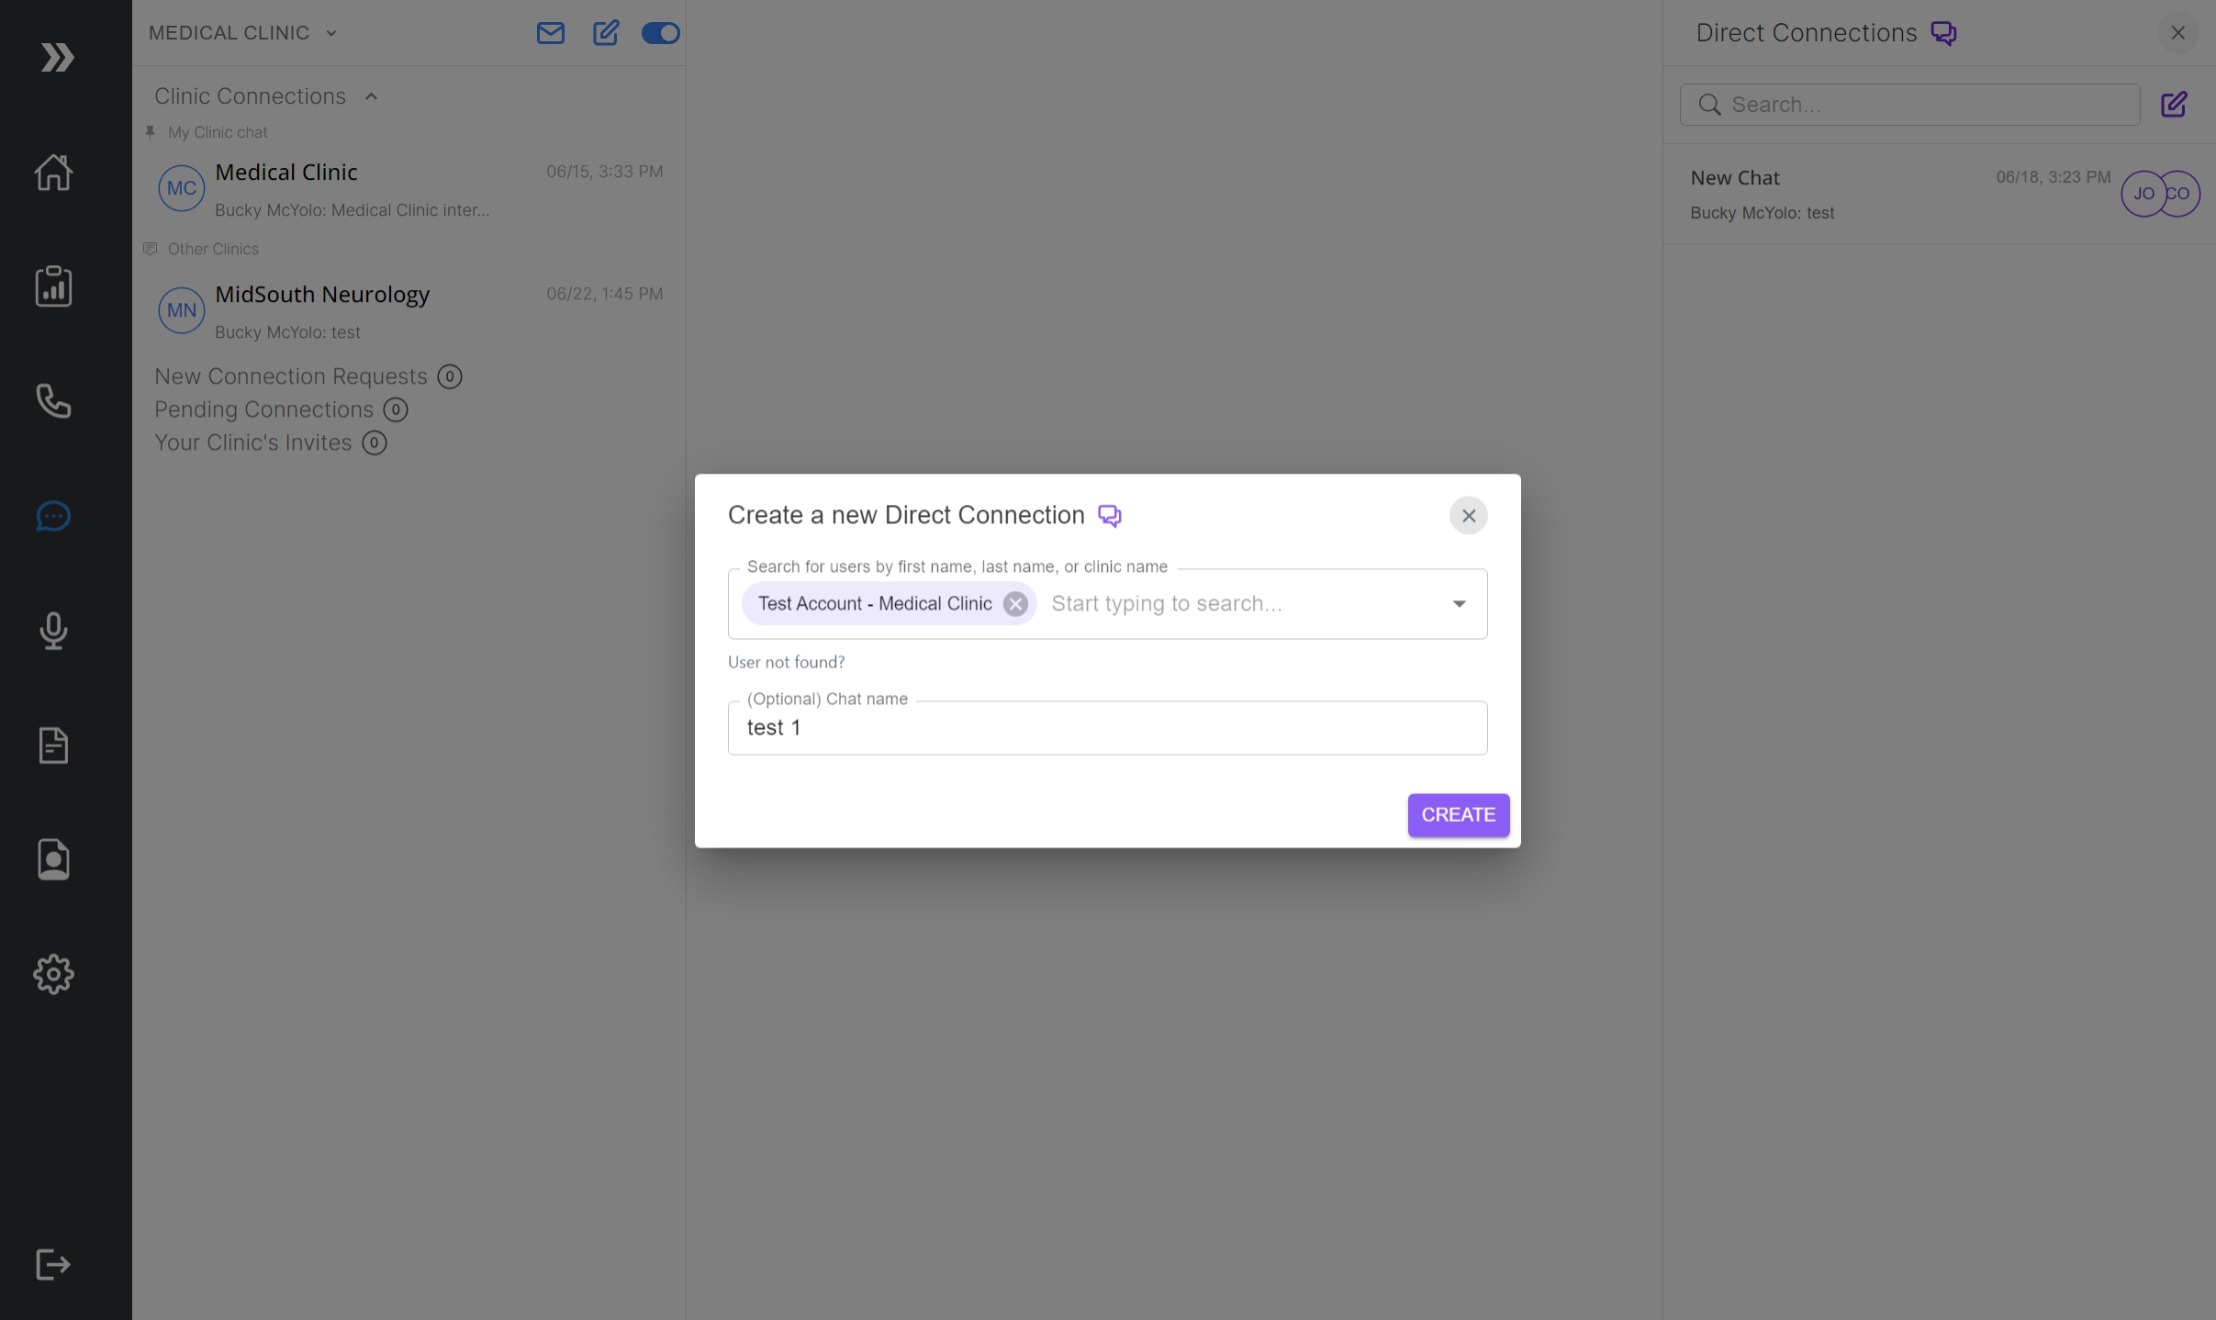 MEDICAL CLINIC
Clinic Connections
My Clinic chat
MC
Medical Clinic
06/15, 3:33 PM
Bucky McYolo: Medical Clinic inter...
Other Clinics
MN
MidSouth Neurology
06/22, 1:45 PM
Bucky McYolo: test
New Connection Requests 0
Pending Connections 0
Your Clinic's Invites 0
Create a new Direct Connection
Search for users by first name, last name, or clinic name
Test Account - Medical Clinic
Start typing to search...
User not found?
(Optional) Chat name
test 1
CREATE
Direct Connections
Search...
New Chat
06/18, 3:23 PM
JO
CO
Bucky McYolo: test